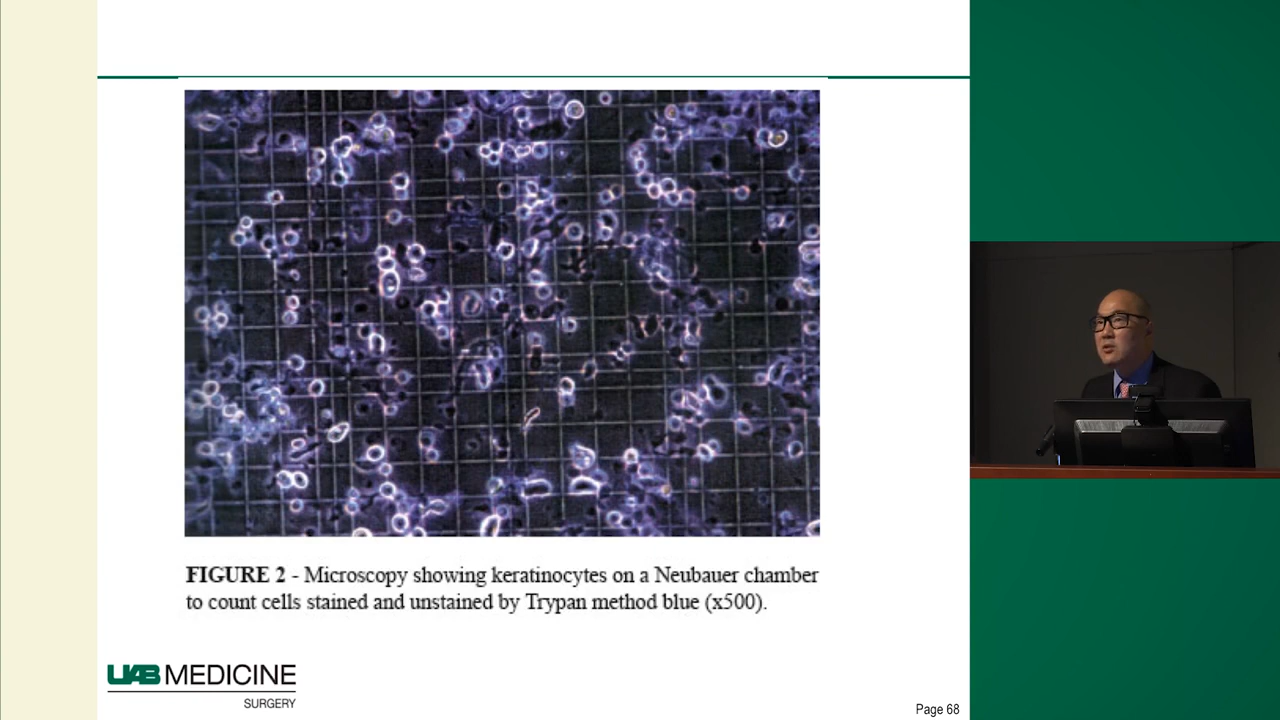 FIGURE 2 - Microscopy showing keratinocytes on a Neubauer chamber
to count cells stained and unstained by Trypan method blue (x500).
UAB MEDICINE
SURGERY
Page 68